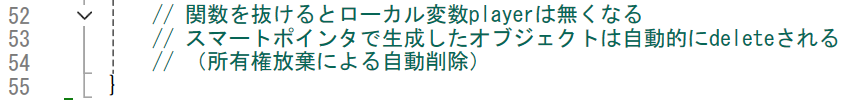 52 // 関数を抜けるとローカル変数playerは無くなる
53 // スマートポインタで生成したオブジェクトは自動的にdeleteされる
54 // （所有権放棄による自動削除）
55 }